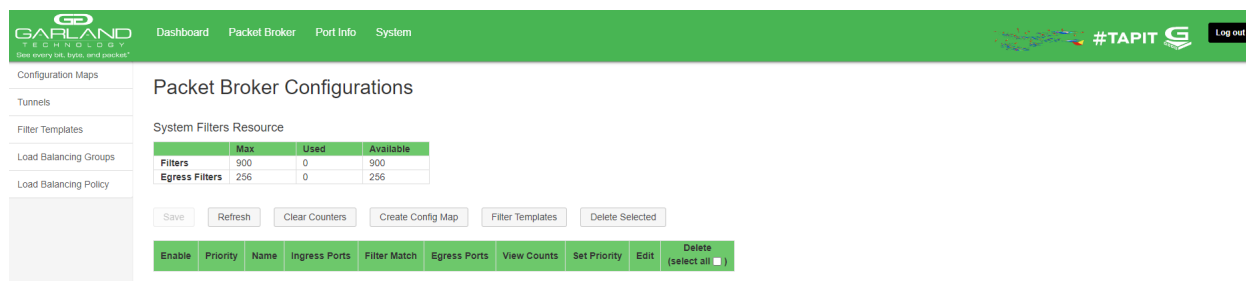 GARLAND
TECHNOLOGY
See every bit, byte, and packet®
Dashboard Packet Broker Port Info System
#TAPIT
Log out
Configuration Maps
Tunnels
Filter Templates
Load Balancing Groups
Load Balancing Policy
Packet Broker Configurations
System Filters Resource
Max Used Available
Filters 900 0 900
Egress Filters 256 0 256
Save Refresh Clear Counters Create Config Map Filter Templates Delete Selected
Enable Priority Name Ingress Ports Filter Match Egress Ports View Counts Set Priority Edit Delete
(select all )